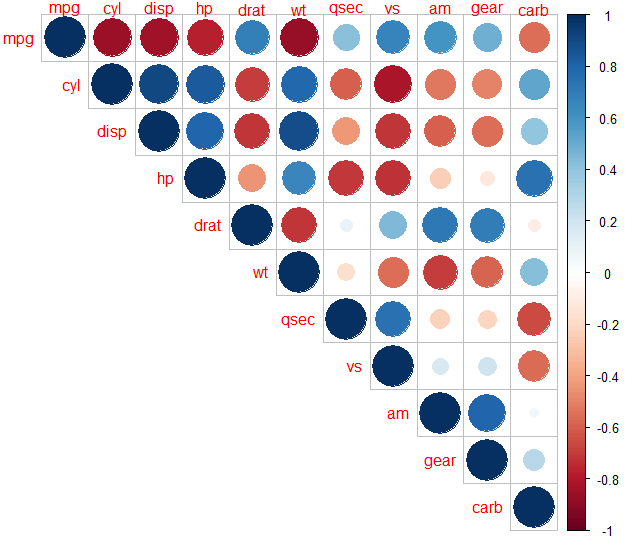 mpg cyl disp hp drat wt qsec vs am gear carb
mpg
cyl
disp
hp
drat
wt
qsec
vs
am
gear
carb
1
0.8
0.6
0.4
0.2
0
-0.2
-0.4
-0.6
-0.8
-1